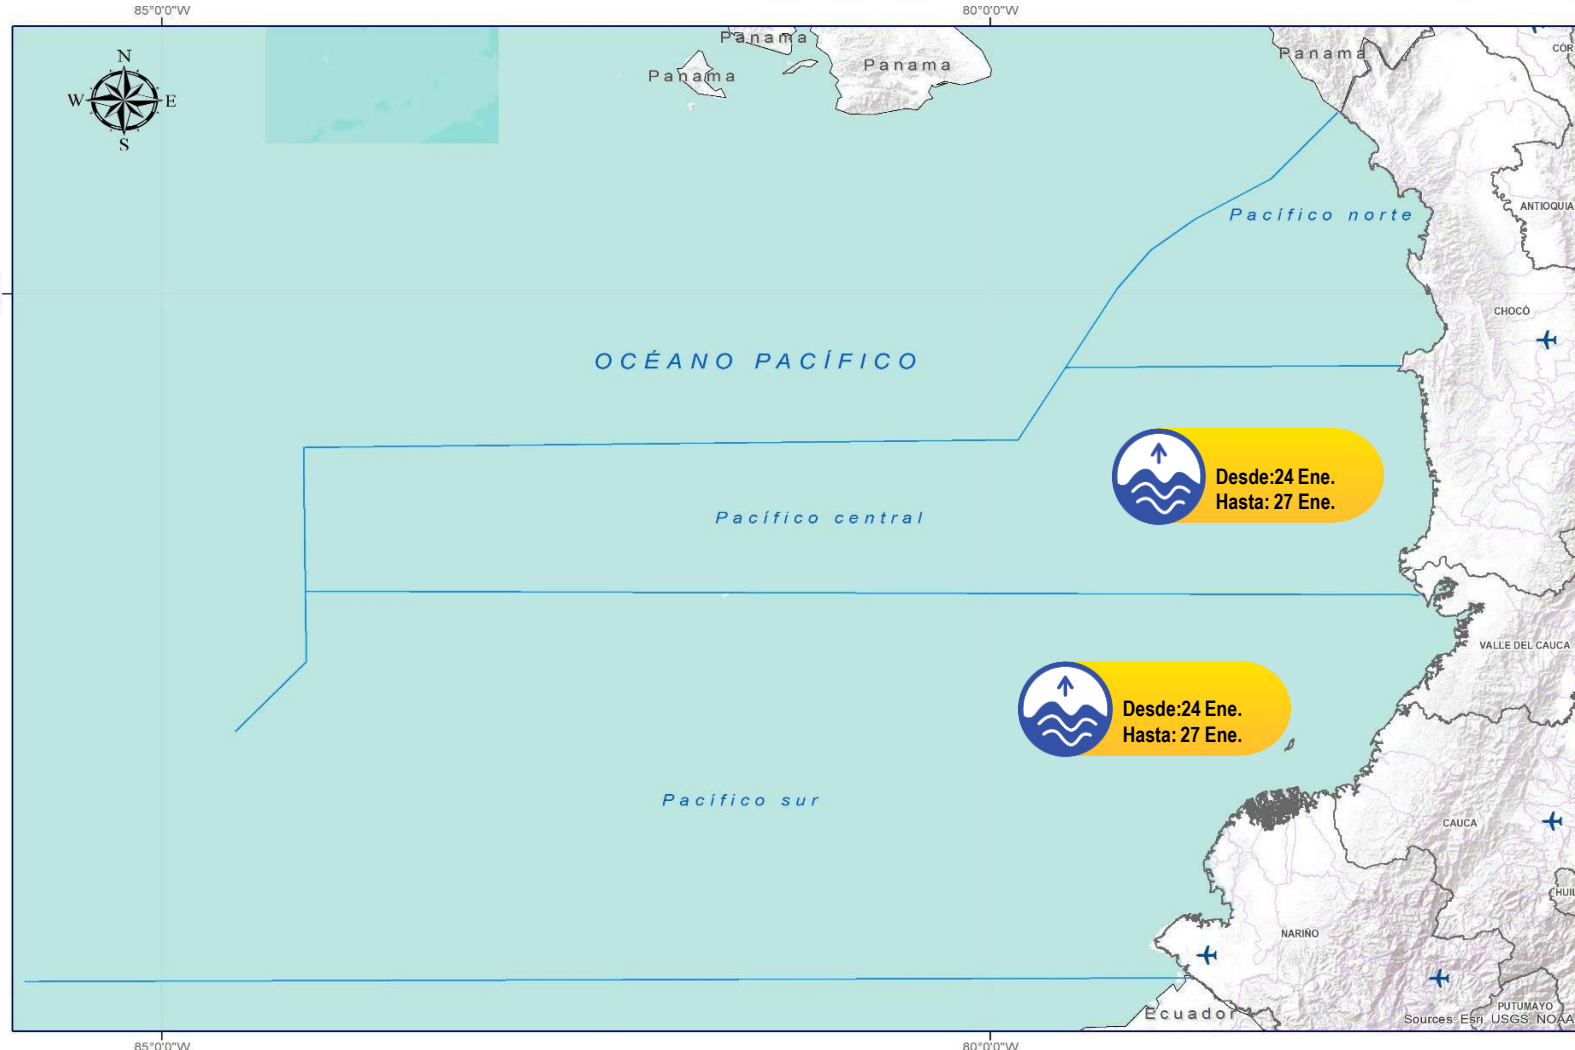 85°0'0"W
80°0'0"W
N
W
E
S
Panama
Panama
Panama
Panama
ANTIOQUIA
Pacífico norte
CHOCÓ
OCÉANO PACÍFICO
Desde:24 Ene.
Hasta: 27 Ene.
Pacífico central
VALLE DEL CAUCA
Desde:24 Ene.
Hasta: 27 Ene.
Pacífico sur
CAUCA
NARIÑO
PUTUMAYO
Ecuador
Sources: Esri, USGS, NOAA
85°0'0"W
80°0'0"W